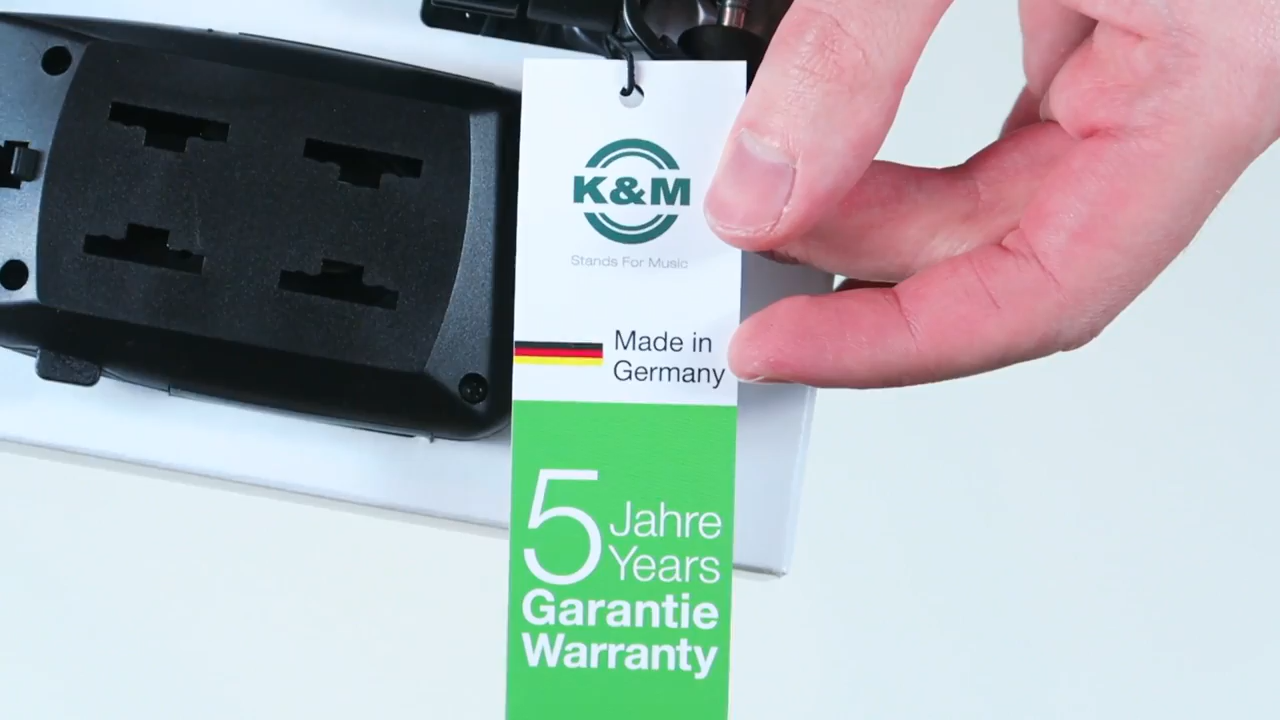 K&M
Stands For Music
Made in
Germany
5 Jahre
Years
Garantie
Warranty